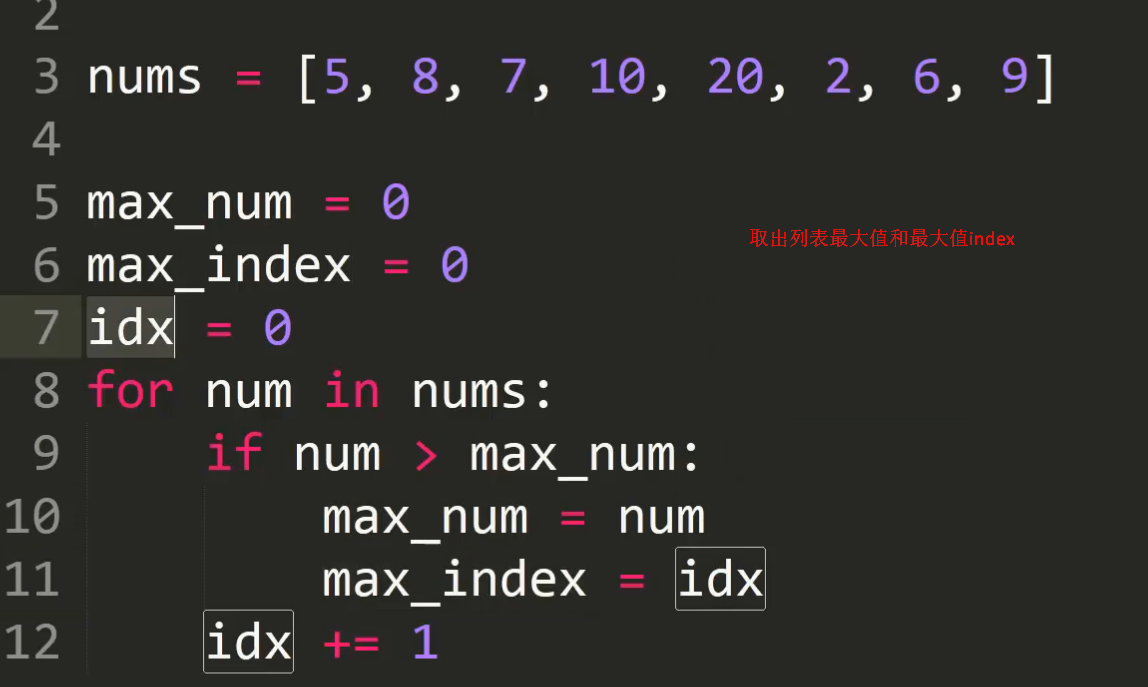 2
3 nums = [5, 8, 7, 10, 20, 2, 6, 9]
4
5 max_num = 0
取出列表最大值和最大值index
6 max_index = 0
7 idx = 0
8 for num in nums:
9     if num > max_num:
10         max_num = num
11         max_index = idx
12     idx += 1